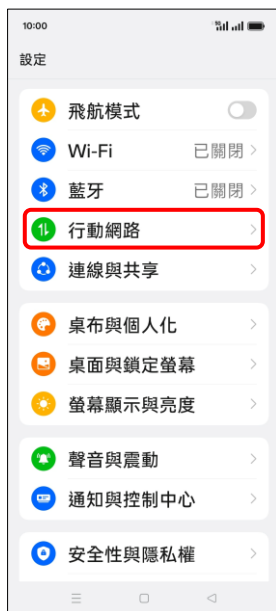 10:00
設定
飛航模式
Wi-Fi 已關閉
藍牙 已關閉
行動網路
連線與共享
桌布與個人化
桌面與鎖定螢幕
螢幕顯示與亮度
聲音與震動
通知與控制中心
安全性與隱私權